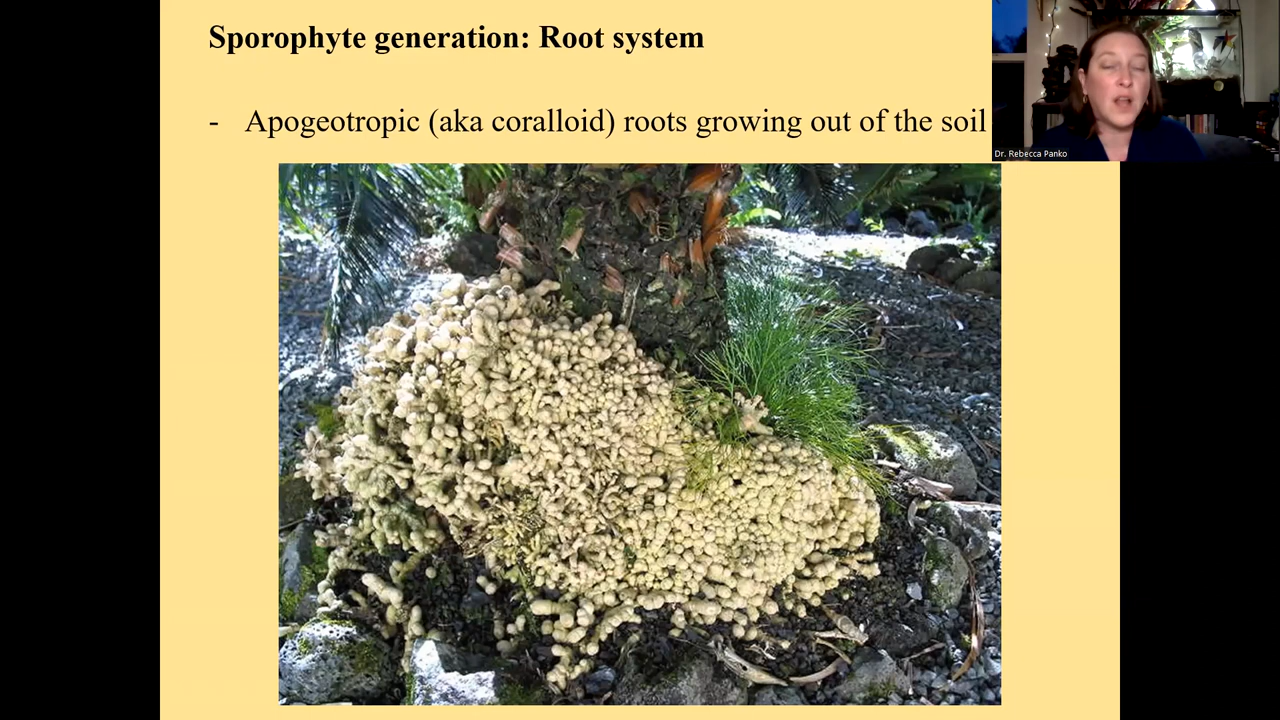 Sporophyte generation: Root system
- Apogeotropic (aka coralloid) roots growing out of the soil
Dr. Rebecca Panko